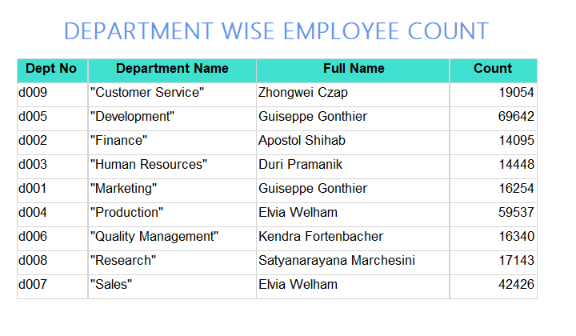 DEPARTMENT WISE EMPLOYEE COUNT
Dept No Department Name Full Name Count
d009 "Customer Service" Zhongwei Czap 19054
d005 "Development" Guiseppe Gonthier 69642
d002 "Finance" Apostol Shihab 14095
d003 "Human Resources" Duri Pramanik 14448
d001 "Marketing" Guiseppe Gonthier 16254
d004 "Production" Elvia Welham 59537
d006 "Quality Management" Kendra Fortenbacher 16340
d008 "Research" Satyanarayana Marchesini 17143
d007 "Sales" Elvia Welham 42426